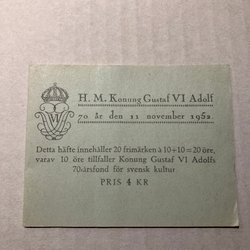 H. M. Konung Gustaf VI Adolf
70 år den 11 november 1952
Detta häfte innehåller 20 frimärken à 10+10=20 öre,
varav 10 öre tillfaller Konung Gustaf VI Adolfs
70-årsfond för svensk kultur
PRIS 4 KR